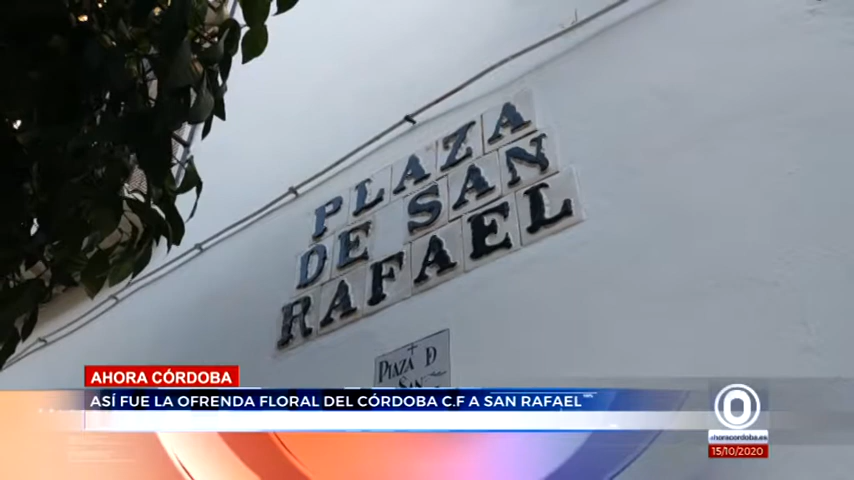 PLAZA
DE SAN
RAFAEL
PLAZA D
SAN
AHORA CÓRDOBA
ASÍ FUE LA OFRENDA FLORAL DEL CÓRDOBA C.F A SAN RAFAEL
ahoracordoba.es
15/10/2020